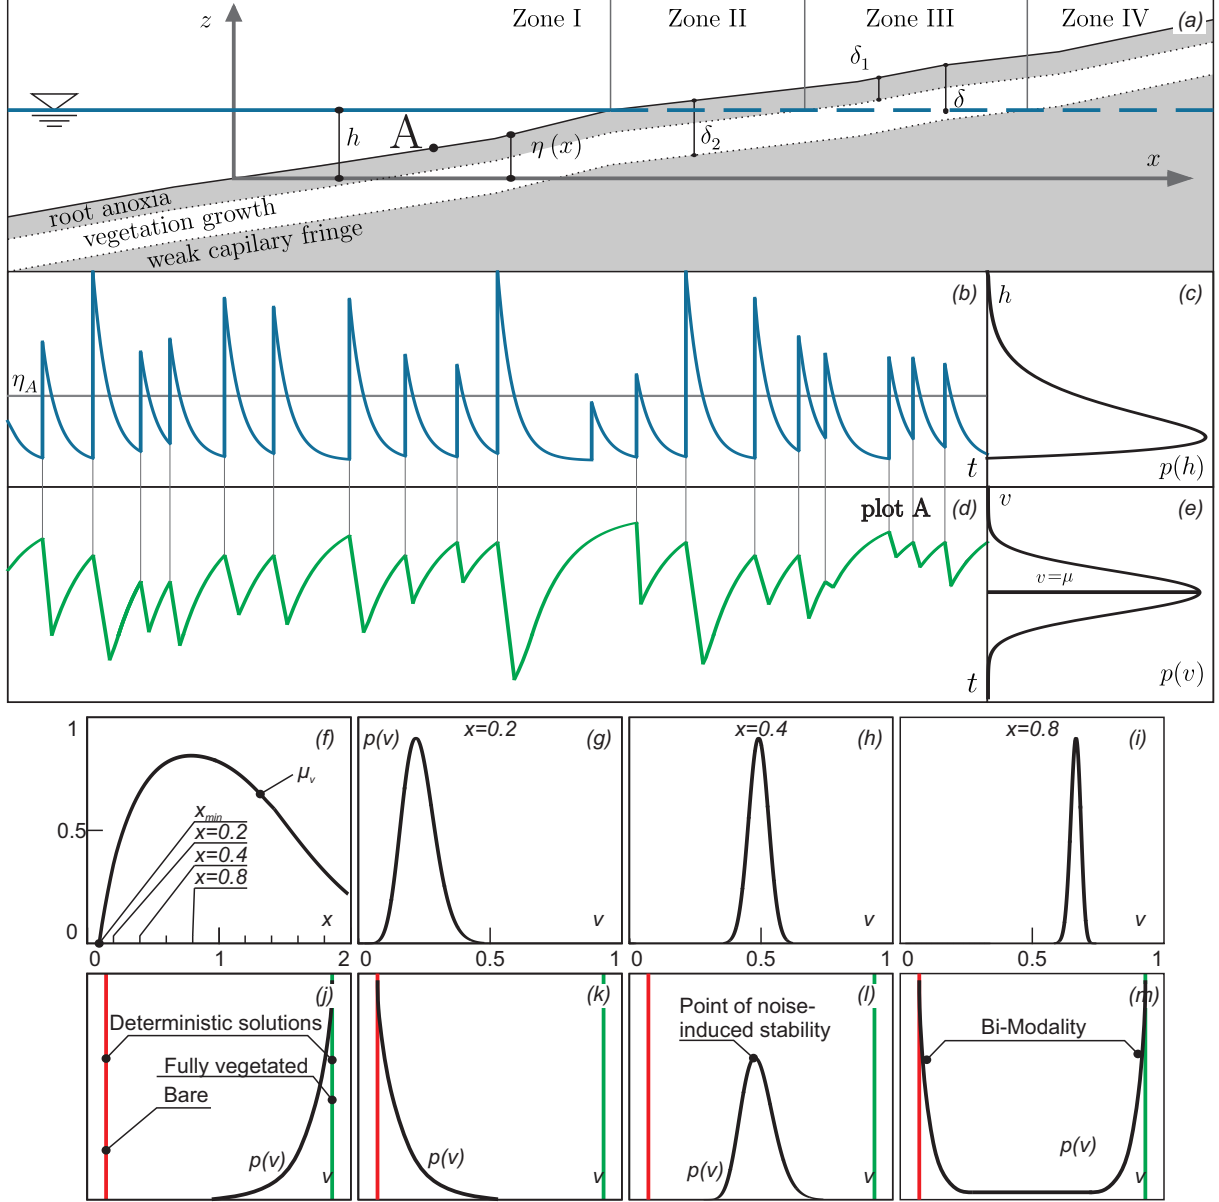 z
Zone I
Zone II
Zone III
Zone IV
(a)
δ₁
δ
h
A
η (x)
δ₂
x
root anoxia
vegetation growth
weak capilary fringe
(b)
h
(c)
η_A
t
p(h)
plot A
(d)
v
(e)
v=μ
t
p(v)
1
(f)
μ_v
x_min
0.5
x=0.2
x=0.4
x=0.8
x
0
0
1
2
p(v)
x=0.2
(g)
v
0
0.5
1
x=0.4
(h)
v
0
0.5
1
x=0.8
(i)
v
0
0.5
1
(j)
Deterministic solutions
Fully vegetated
Bare
p(v)
v
(k)
p(v)
v
(l)
Point of noise-
induced stability
p(v)
v
(m)
Bi-Modality
p(v)
v